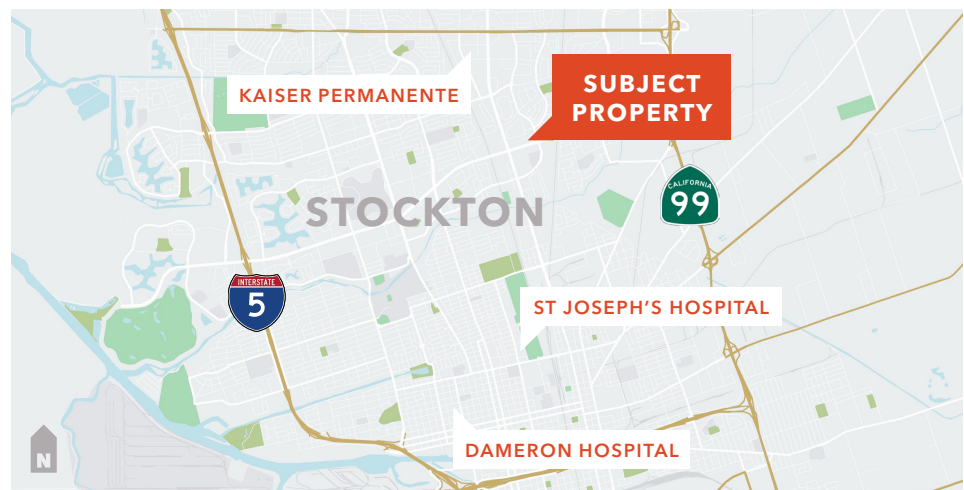 SUBJECT
PROPERTY
KAISER PERMANENTE
CALIFORNIA
99
STOCKTON
INTERSTATE
5
ST JOSEPH'S HOSPITAL
DAMERON HOSPITAL
N